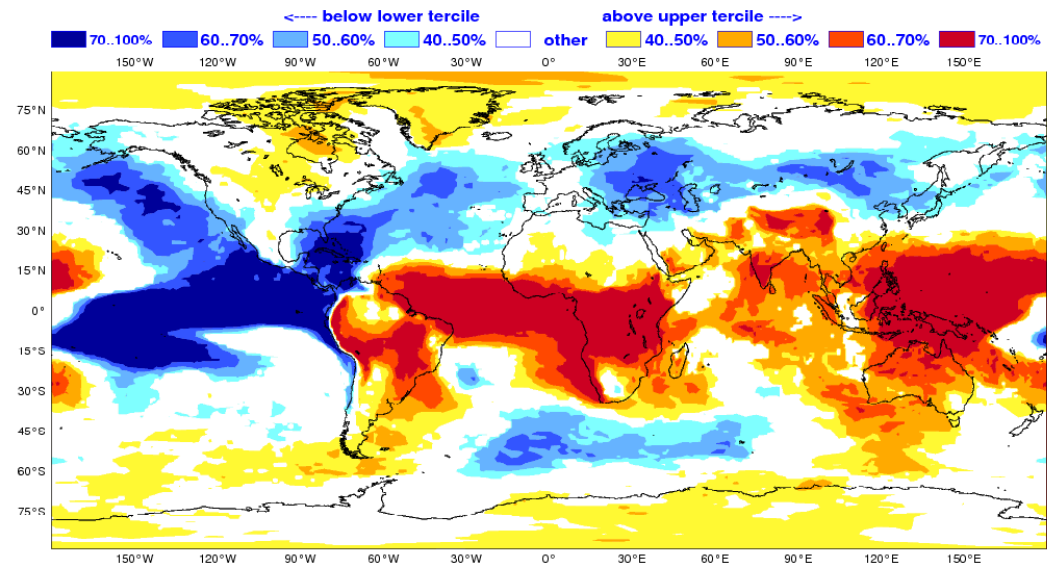 <---- below lower tercile above upper tercile ---->
70..100% 60..70% 50..60% 40..50% other 40..50% 50..60% 60..70% 70..100%
150°W 120°W 90°W 60°W 30°W 0° 30°E 60°E 90°E 120°E 150°E
75°N
60°N
45°N
30°N
15°N
0°
15°S
30°S
45°S
60°S
75°S
150°W 120°W 90°W 60°W 30°W 0° 30°E 60°E 90°E 120°E 150°E